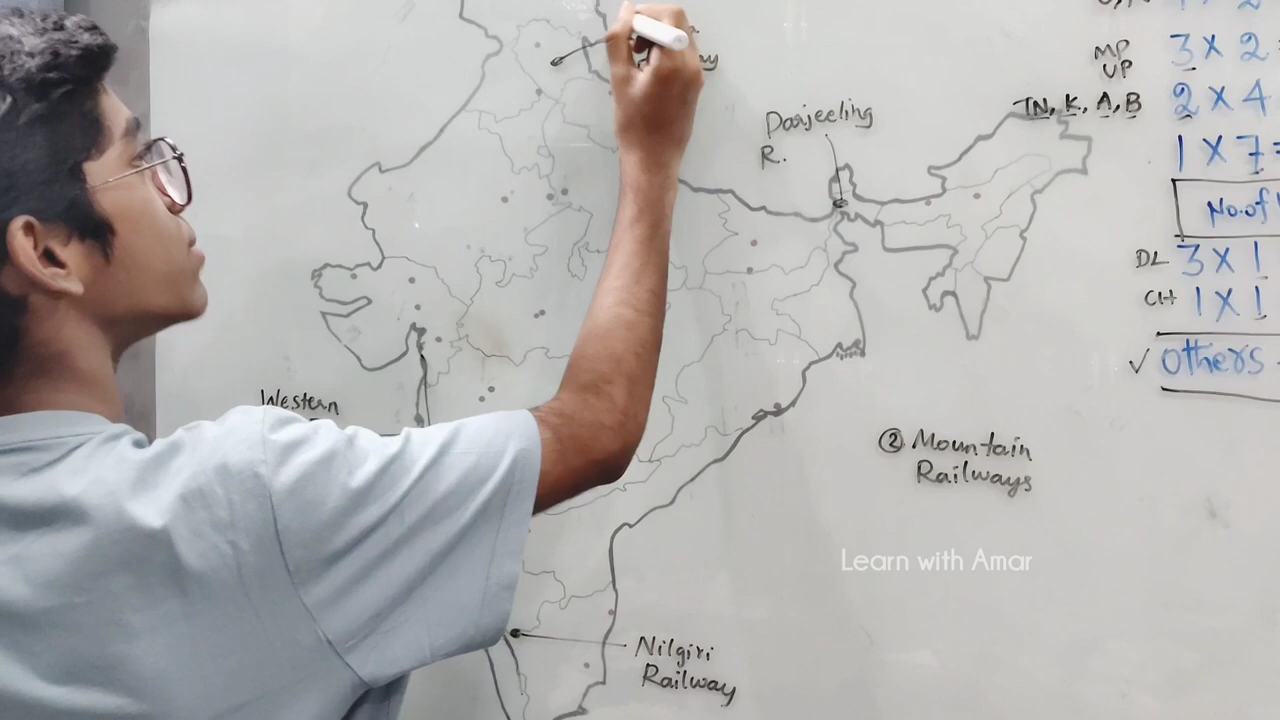 Darjeeling
R.
Western
② Mountain
Railways
Learn with Amar
Nilgiri
Railway
MP
UP
3 X 2
TN, K, A, B
2 X 4
1 X 7=
No. of
DL
3 X 1
CH
1 X 1
✓ Others